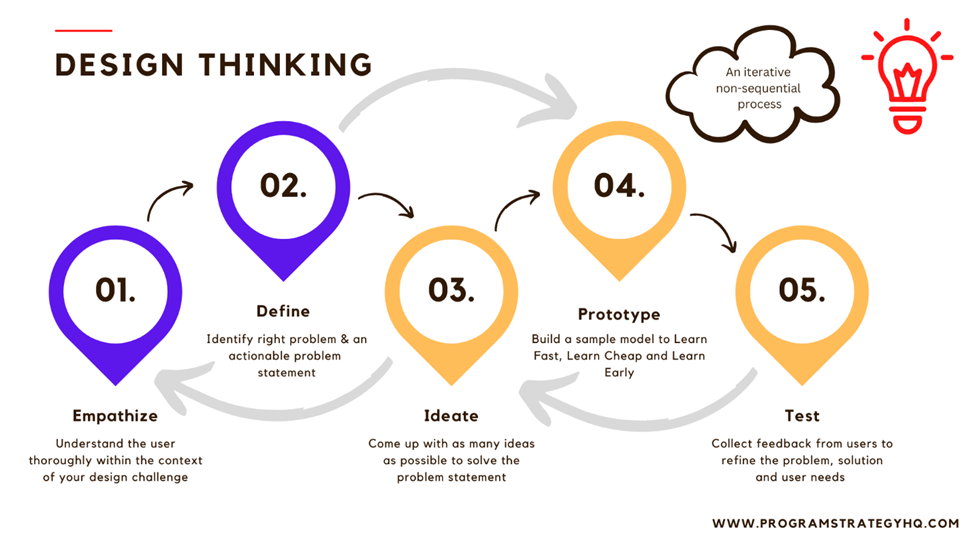 DESIGN THINKING
An iterative
non-sequential
process
01.
02.
03.
04.
05.
Empathize
Understand the user
thoroughly within the context
of your design challenge
Define
Identify right problem & an
actionable problem
statement
Ideate
Come up with as many ideas
as possible to solve the
problem statement
Prototype
Build a sample model to Learn
Fast, Learn Cheap and Learn
Early
Test
Collect feedback from users to
refine the problem, solution
and user needs
WWW.PROGRAMSTRATEGYHQ.COM